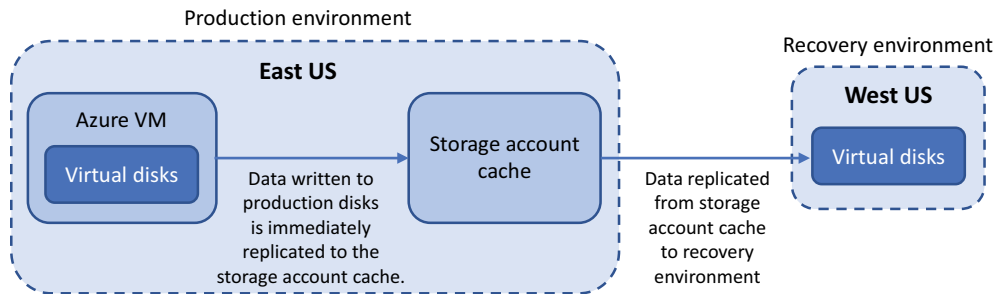 Production environment
East US
Azure VM
Virtual disks
Data written to
production disks
is immediately
replicated to the
storage account cache.
Storage account
cache
Data replicated
from storage
account cache
to recovery
environment
Recovery environment
West US
Virtual disks